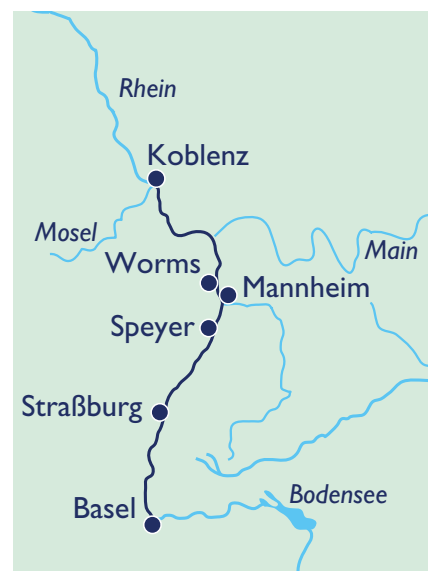 Rhein
Koblenz
Mosel
Main
Worms
Mannheim
Speyer
Straßburg
Bodensee
Basel